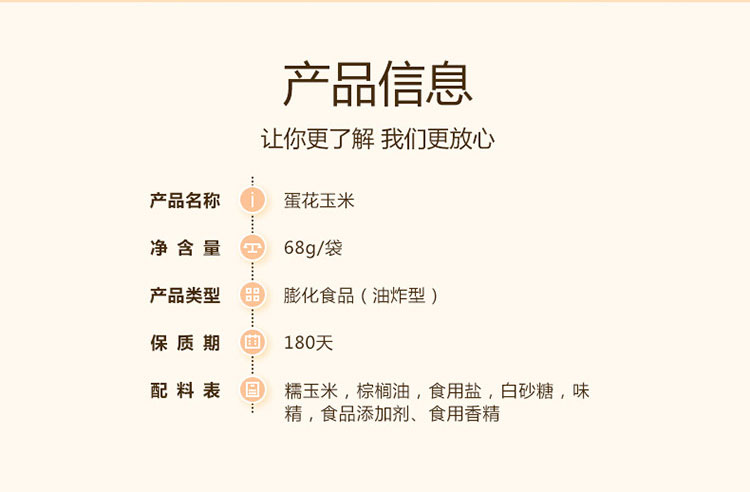 产品信息
让你更了解 我们更放心
产品名称 蛋花玉米
净含量 68g/袋
产品类型 膨化食品（油炸型）
保质期 180天
配料表 糯玉米，棕榈油，食用盐，白砂糖，味
精，食品添加剂、食用香精